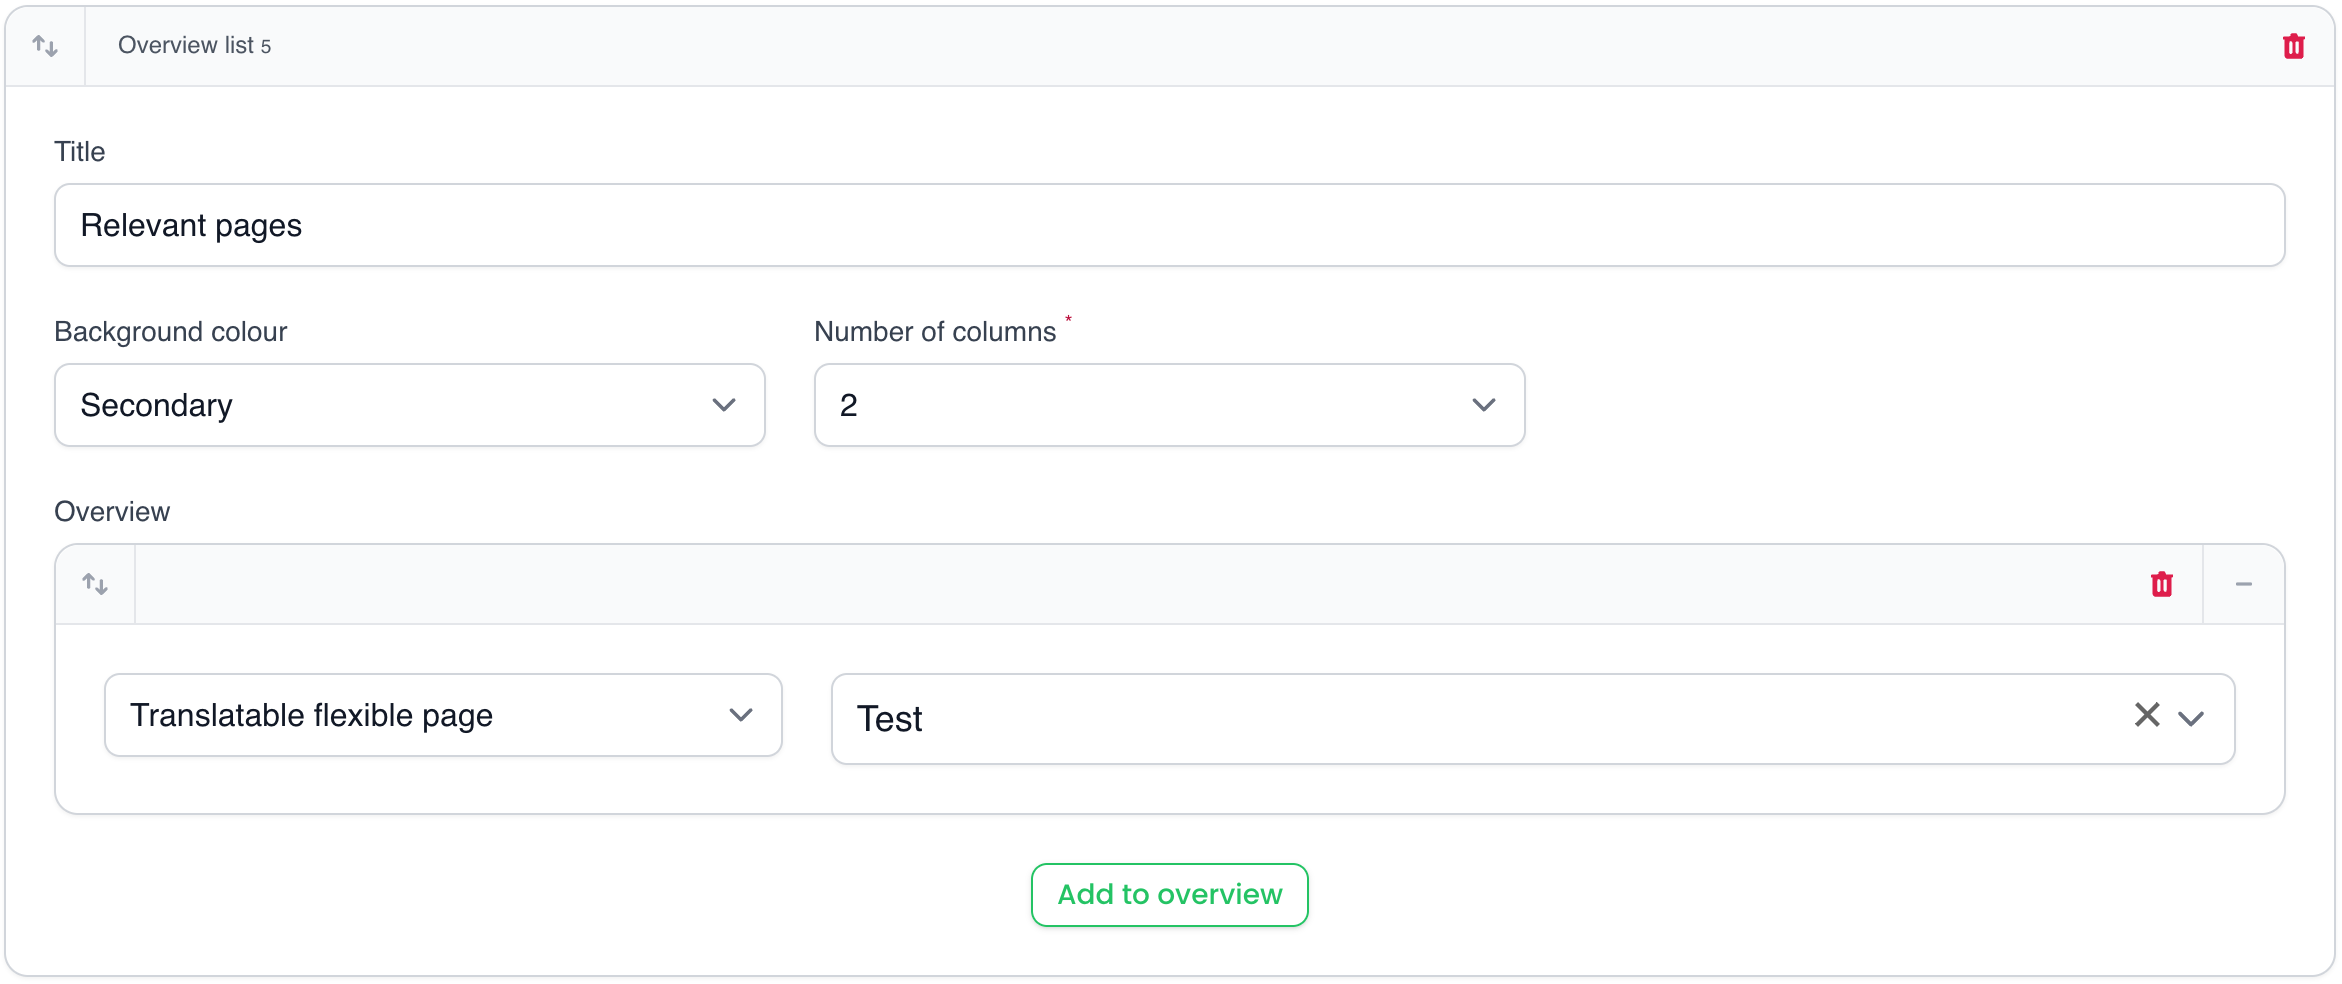 Overview list 5
Title
Relevant pages
Background colour
Number of columns *
Secondary
2
Overview
Translatable flexible page
Test
Add to overview